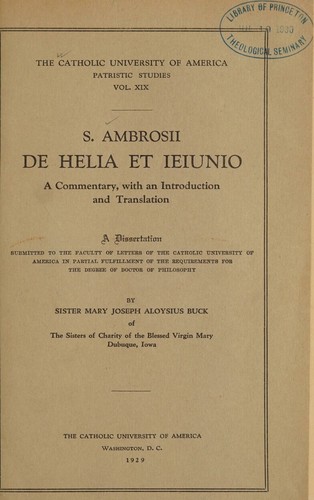 LIBRARY OF PRINCETON
THEOLOGICAL SEMINARY
THE CATHOLIC UNIVERSITY OF AMERICA
PATRISTIC STUDIES
VOL. XIX
S. AMBROSII
DE HELIA ET IEIUNIO
A Commentary, with an Introduction
and Translation
A Dissertation
SUBMITTED TO THE FACULTY OF LETTERS OF THE CATHOLIC UNIVERSITY OF
AMERICA IN PARTIAL FULFILLMENT OF THE REQUIREMENTS FOR
THE DEGREE OF DOCTOR OF PHILOSOPHY
BY
SISTER MARY JOSEPH ALOYSIUS BUCK
of
The Sisters of Charity of the Blessed Virgin Mary
Dubuque, Iowa
THE CATHOLIC UNIVERSITY OF AMERICA
WASHINGTON, D. C.
1929